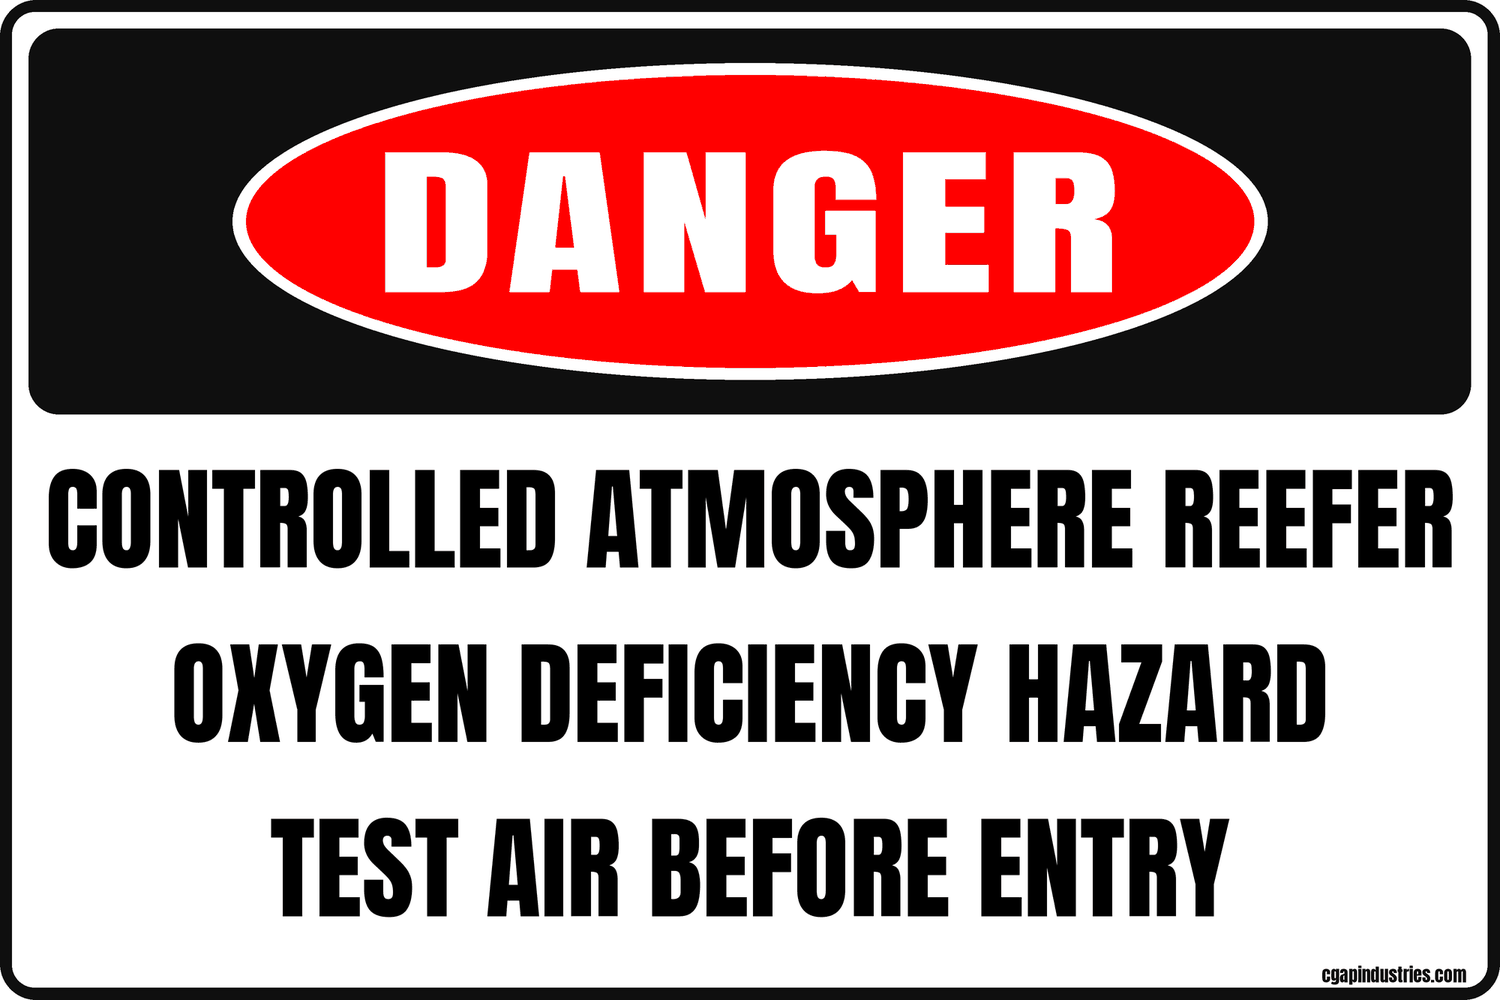 DANGER
CONTROLLED ATMOSPHERE REEFER
OXYGEN DEFICIENCY HAZARD
TEST AIR BEFORE ENTRY
cgapindustries.com